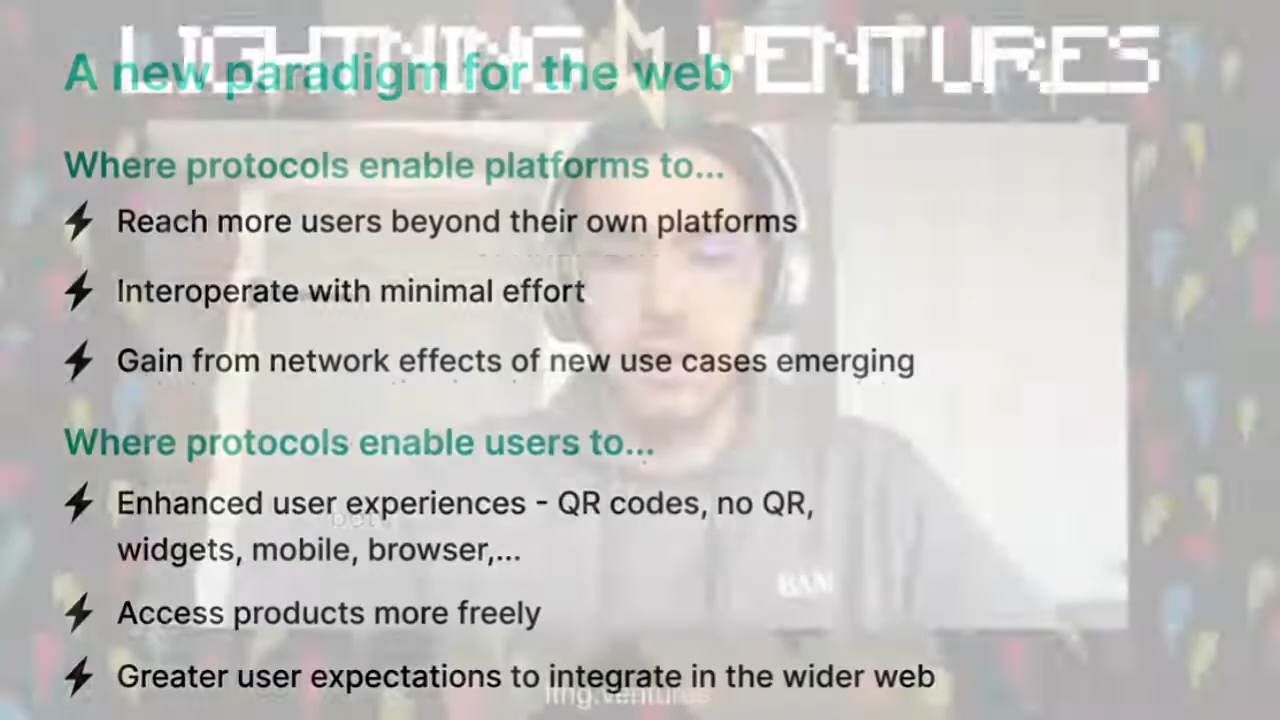 LIGHTNING VENTURES
A new paradigm for the web
Where protocols enable platforms to...
Reach more users beyond their own platforms
Interoperate with minimal effort
Gain from network effects of new use cases emerging
Where protocols enable users to...
Enhanced user experiences - QR codes, no QR,
widgets, mobile, browser,...
BAM
Access products more freely
Greater user expectations to integrate in the wider web
ltng.ventures